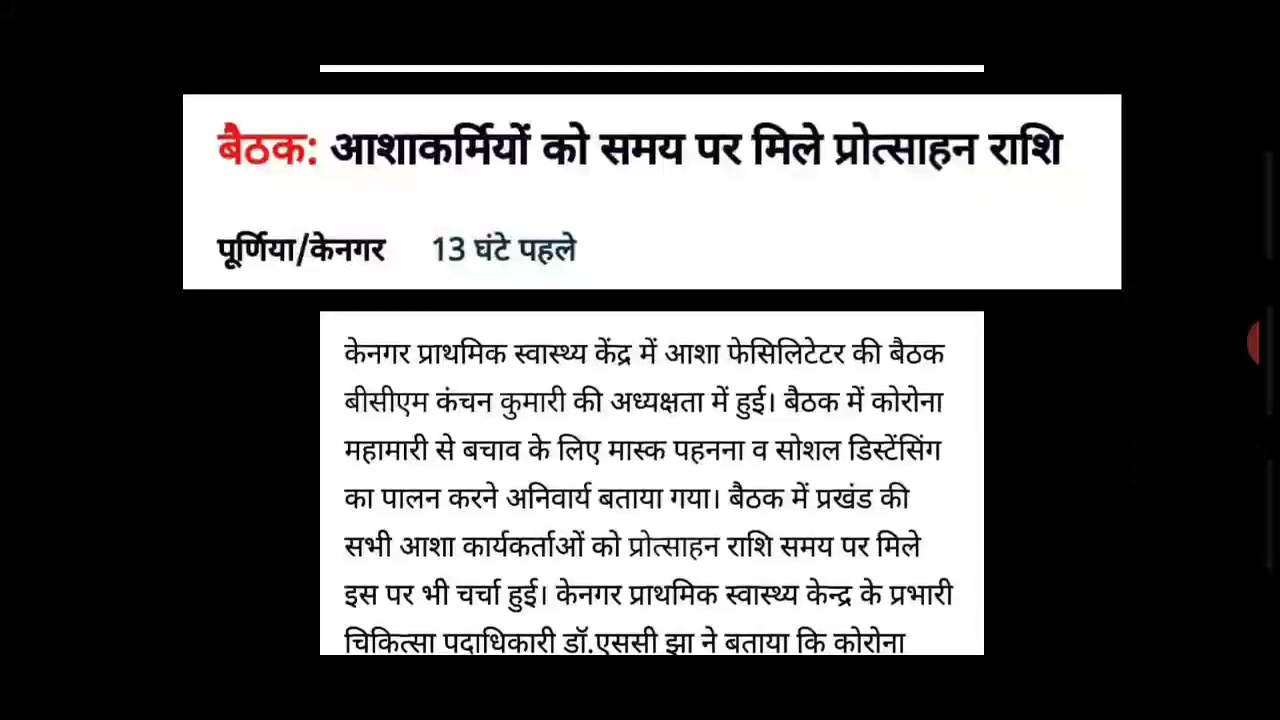 बैठक: आशाकर्मियों को समय पर मिले प्रोत्साहन राशि
पूर्णिया/केनगर 13 घंटे पहले
केनगर प्राथमिक स्वास्थ्य केंद्र में आशा फेसिलिटेटर की बैठक
बीसीएम कंचन कुमारी की अध्यक्षता में हुई। बैठक में कोरोना
महामारी से बचाव के लिए मास्क पहनना व सोशल डिस्टेंसिंग
का पालन करने अनिवार्य बताया गया। बैठक में प्रखंड की
सभी आशा कार्यकर्ताओं को प्रोत्साहन राशि समय पर मिले
इस पर भी चर्चा हुई। केनगर प्राथमिक स्वास्थ्य केन्द्र के प्रभारी
चिकित्सा पदाधिकारी डॉ.एससी झा ने बताया कि कोरोना